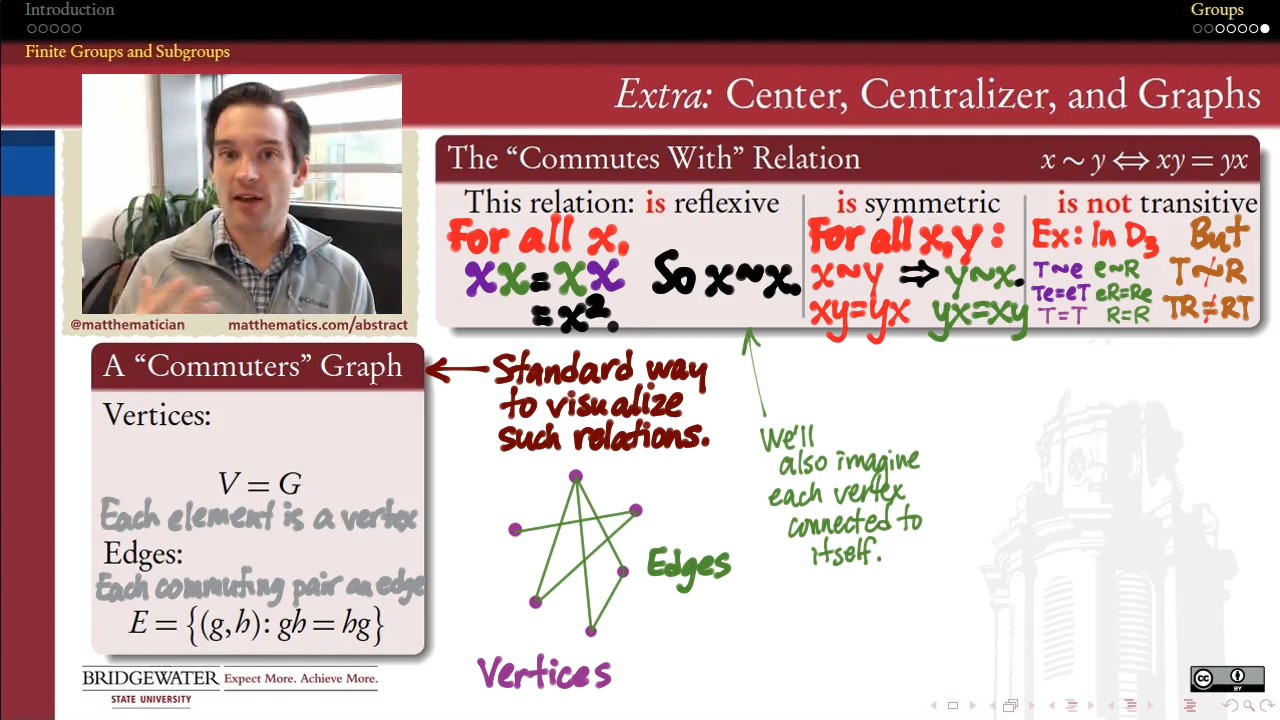 Introduction
Groups
Finite Groups and Subgroups
Extra: Center, Centralizer, and Graphs
The “Commutes With” Relation x ∼ y ⇔ xy = yx
This relation: is reflexive
For all x,
xx = xx
= x².
So x~x.
is symmetric
For all x,y:
x~y ⇒ y~x.
xy=yx yx=xy
is not transitive
Ex: In D₃
T~e e~R
Te=eT eR=Re
T=T R=R
But
T≁R
TR≠RT
@matthematician matthematics.com/abstract
A “Commuters” Graph
Vertices:
V = G
Each element is a vertex
Edges:
Each commuting pair an edge
E = {(g, h): gh = hg}
Standard way
to visualize
such relations.
Edges
Vertices
We'll
also imagine
each vertex
connected to
itself.
BRIDGEWATER
STATE UNIVERSITY
Expect More. Achieve More.
cc
BY